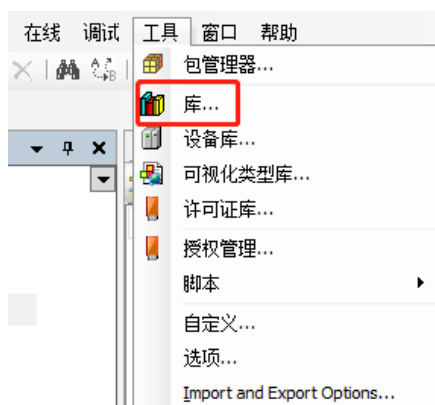 在线 调试 工具 窗口 帮助
包管理器...
库...
设备库...
可视化类型库...
许可证库...
授权管理...
脚本
自定义...
选项...
Import and Export Options...